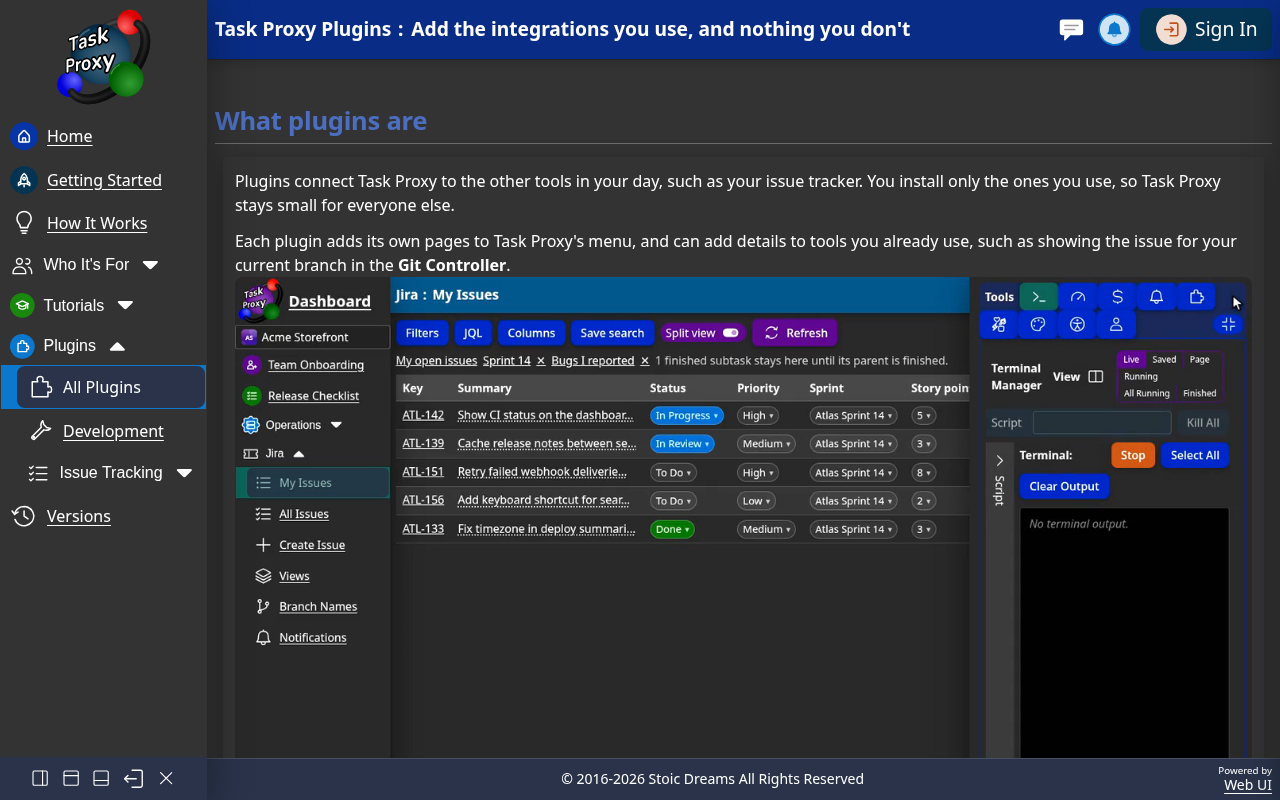 Task Proxy
Home
Getting Started
How It Works
Who It's For
Tutorials
Plugins
All Plugins
Development
Issue Tracking
Versions
Task Proxy Plugins : Add the integrations you use, and nothing you don't
Sign In
What plugins are
Plugins connect Task Proxy to the other tools in your day, such as your issue tracker. You install only the ones you use, so Task Proxy
stays small for everyone else.
Each plugin adds its own pages to Task Proxy's menu, and can add details to tools you already use, such as showing the issue for your
current branch in the Git Controller.
Task Proxy
Dashboard
AS Acme Storefront
Team Onboarding
Release Checklist
Operations
Jira
My Issues
All Issues
Create Issue
Views
Branch Names
Notifications
Jira : My Issues
Filters JQL Columns Save search Split view Refresh
My open issues Sprint 14 × Bugs I reported × 1 finished subtask stays here until its parent is finished.
Key Summary Status Priority Sprint Story poin
ATL-142 Show CI status on the dashboar... In Progress High Atlas Sprint 14 5
ATL-139 Cache release notes between se... In Review Medium Atlas Sprint 14 3
ATL-151 Retry failed webhook deliverie... To Do High Atlas Sprint 14 8
ATL-156 Add keyboard shortcut for sear... To Do Low Atlas Sprint 14 2
ATL-133 Fix timezone in deploy summari... Done Medium Atlas Sprint 14 3
Tools
Terminal
Manager
View
Live Saved Page
Running
All Running Finished
Script
Kill All
Script
Terminal:
Stop
Select All
Clear Output
No terminal output.
© 2016-2026 Stoic Dreams All Rights Reserved
Powered by
Web UI